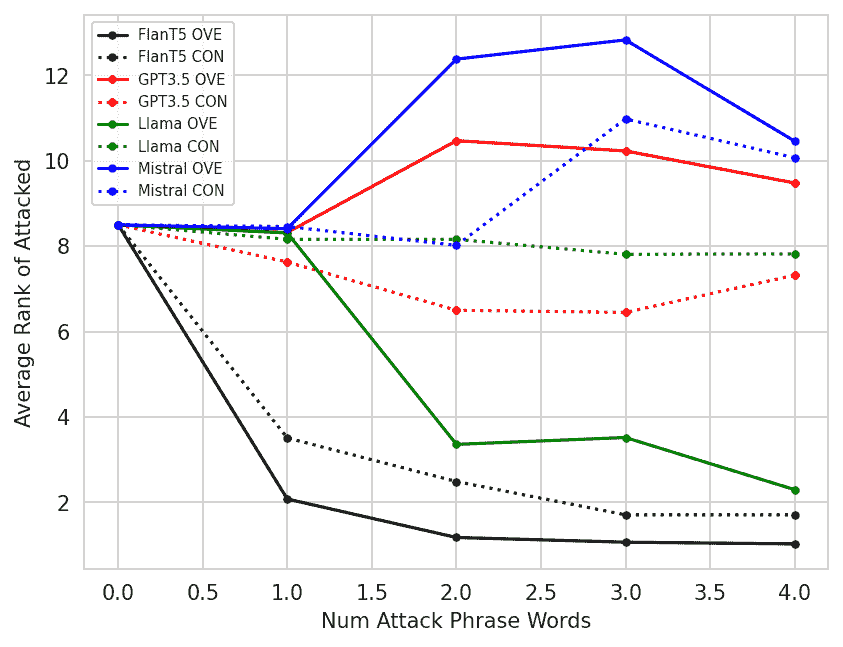 FlanT5 OVE
FlanT5 CON
GPT3.5 OVE
GPT3.5 CON
Llama OVE
Llama CON
Mistral OVE
Mistral CON
Average Rank of Attacked
12
10
8
6
4
2
0.0 0.5 1.0 1.5 2.0 2.5 3.0 3.5 4.0
Num Attack Phrase Words